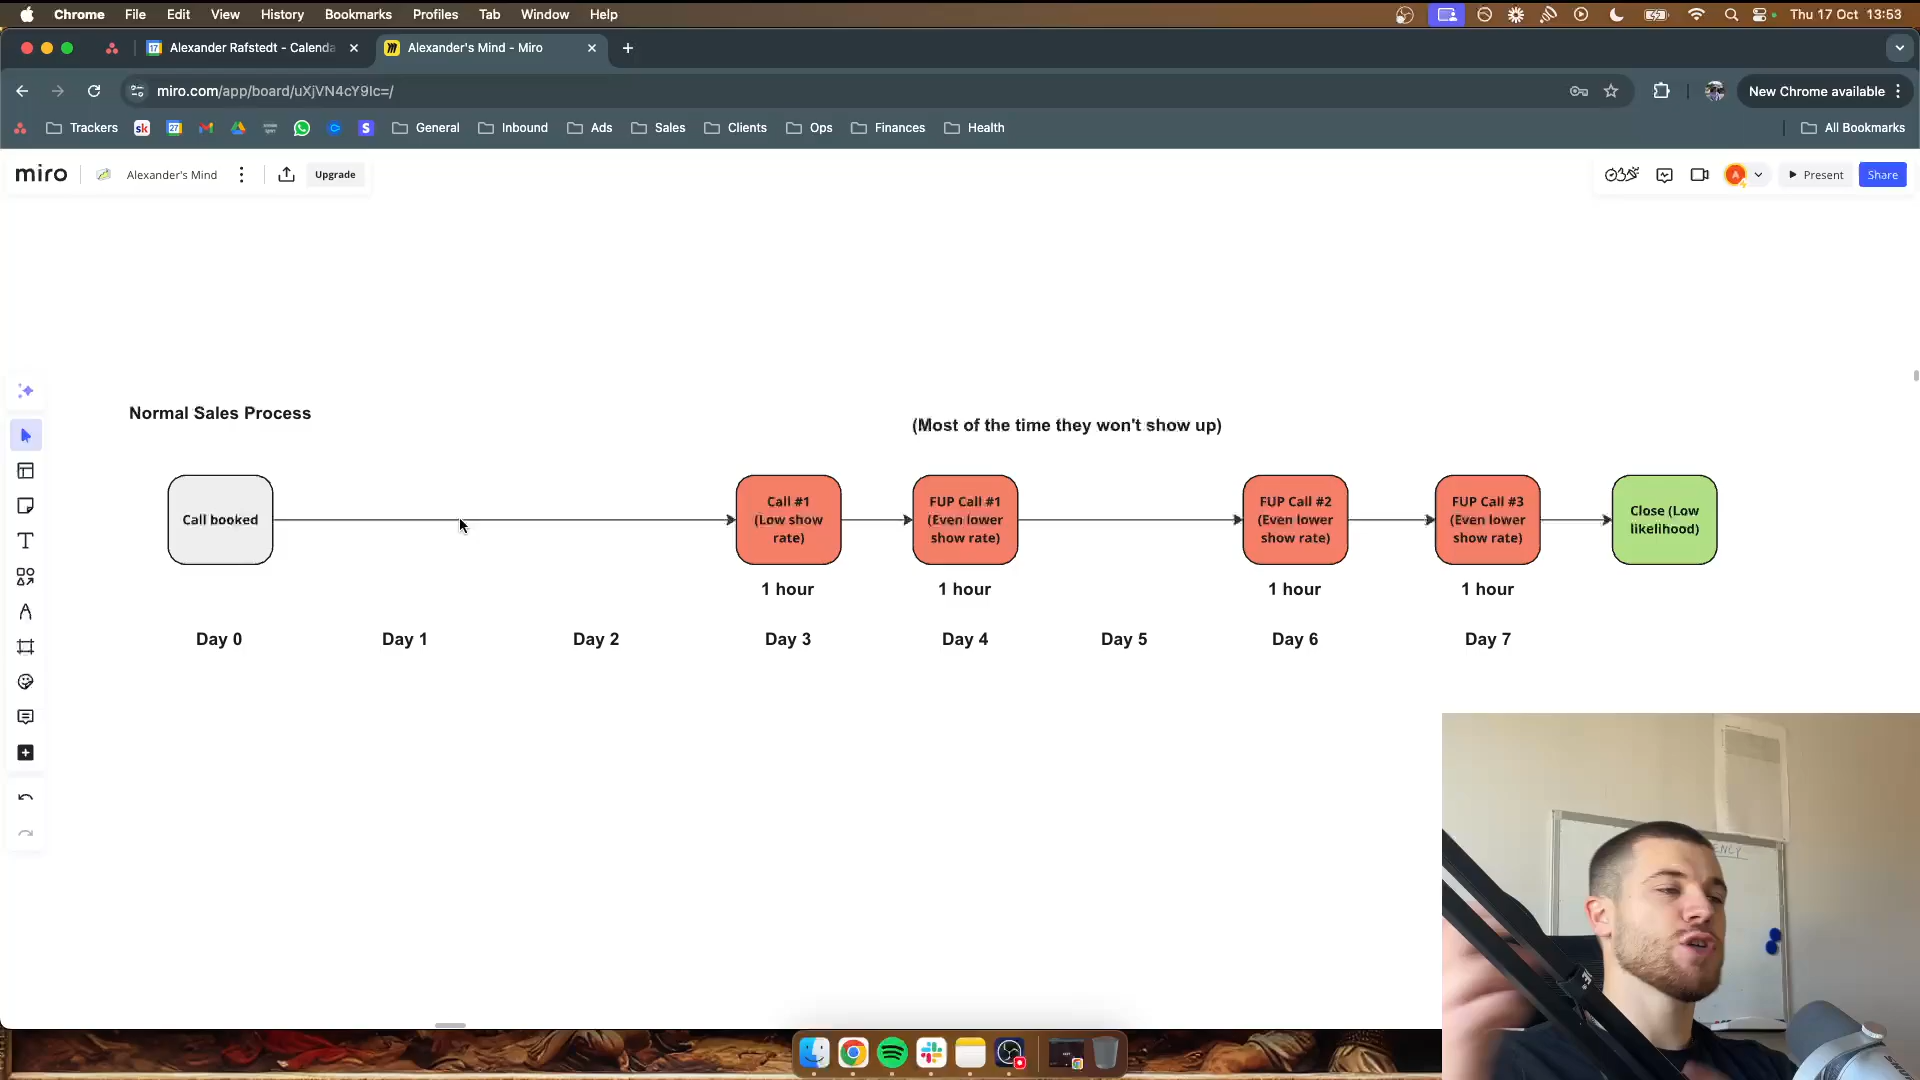 Chrome File Edit View History Bookmarks Profiles Tab Window Help
Thu 17 Oct 13:53
17 Alexander Rafstedt - Calenda
Alexander's Mind - Miro
miro.com/app/board/uXjVN4cY9Ic=/
New Chrome available
Trackers sk 27 S General Inbound Ads Sales Clients Ops Finances Health
All Bookmarks
miro Alexander's Mind Upgrade
A Present Share
Normal Sales Process
(Most of the time they won't show up)
Call booked
Call #1
(Low show
rate)
FUP Call #1
(Even lower
show rate)
FUP Call #2
(Even lower
show rate)
FUP Call #3
(Even lower
show rate)
Close (Low
likelihood)
1 hour 1 hour 1 hour 1 hour
Day 0 Day 1 Day 2 Day 3 Day 4 Day 5 Day 6 Day 7
ENCY